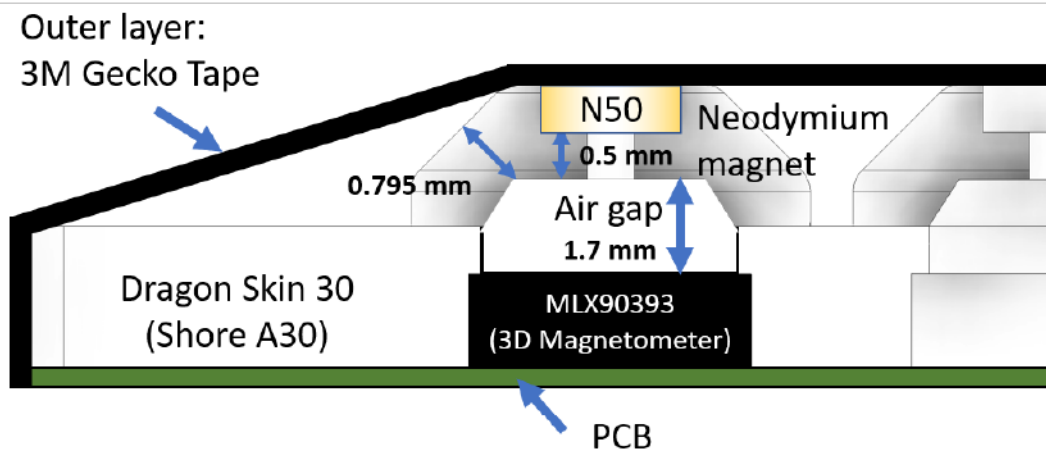 Outer layer:
3M Gecko Tape
N50
Neodymium
magnet
0.5 mm
0.795 mm
Air gap
1.7 mm
Dragon Skin 30
(Shore A30)
MLX90393
(3D Magnetometer)
PCB